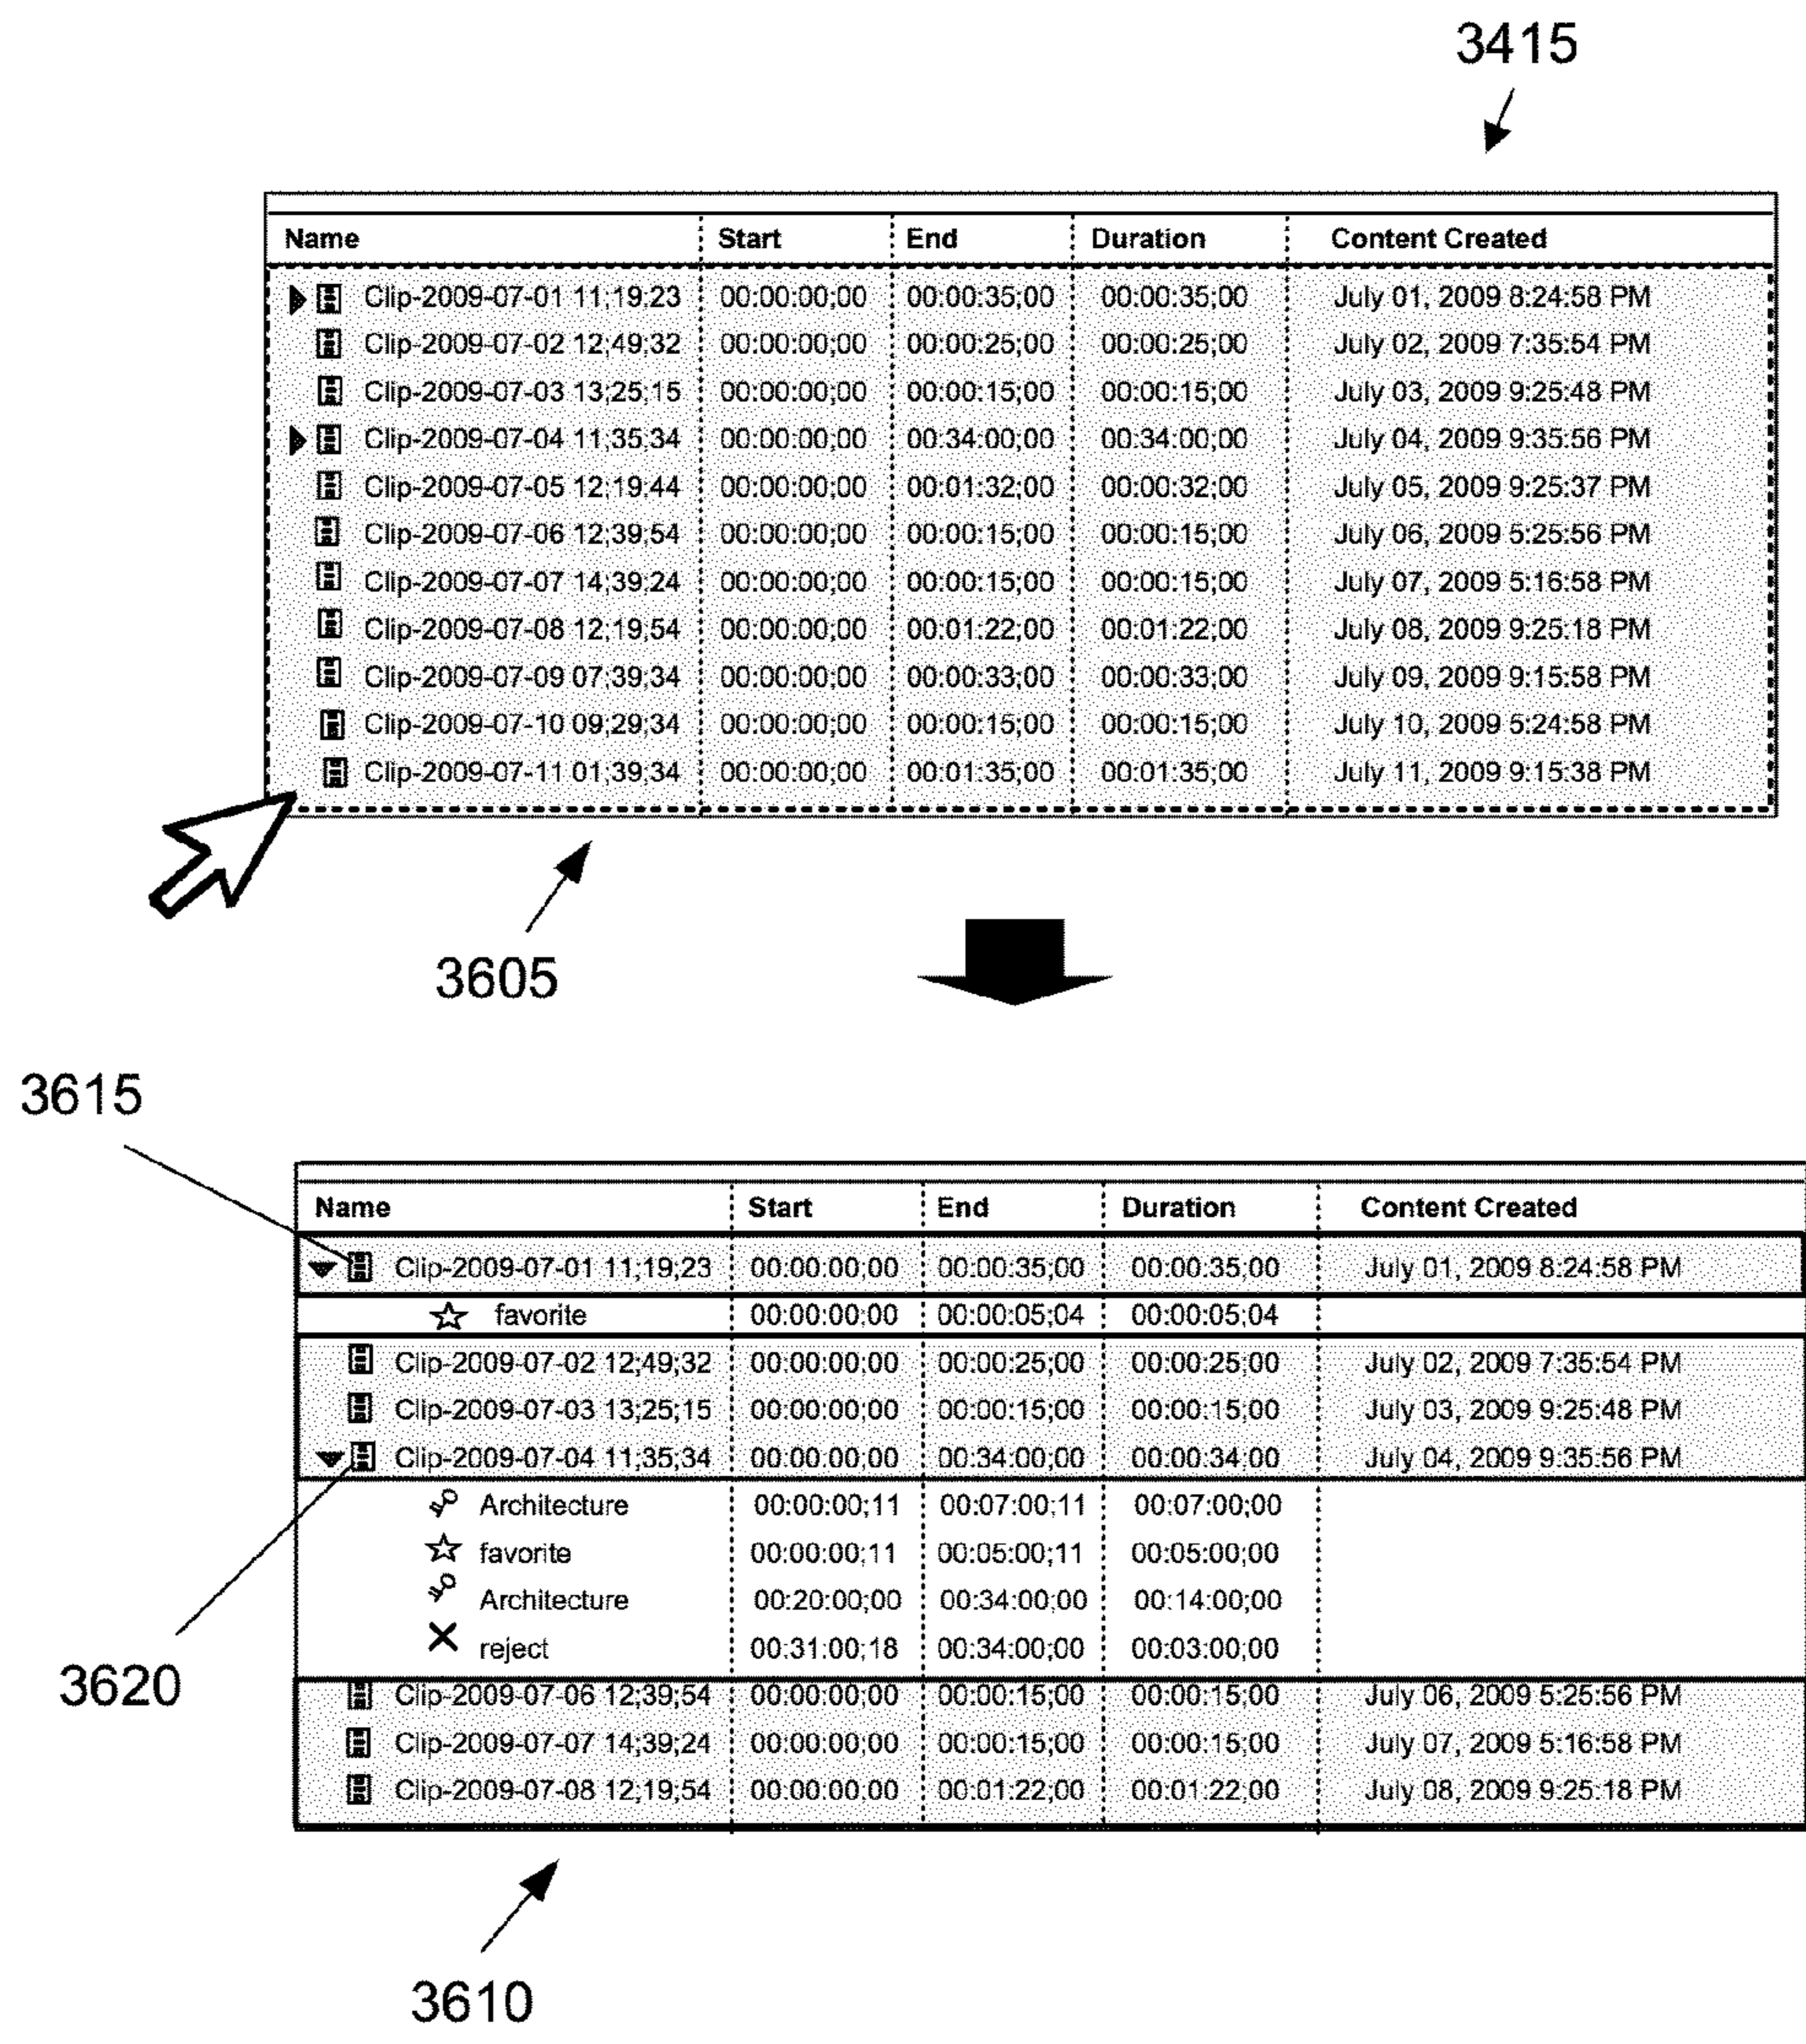 3415
Name Start End Duration Content Created
Clip-2009-07-01 11;19;23 00:00:00;00 00:00:35;00 00:00:35;00 July 01, 2009 8:24:58 PM
Clip-2009-07-02 12;49;32 00:00:00;00 00:00:25;00 00:00:25;00 July 02, 2009 7:35:54 PM
Clip-2009-07-03 13;25;15 00:00:00;00 00:00:15;00 00:00:15;00 July 03, 2009 9:25:48 PM
Clip-2009-07-04 11;35;34 00:00:00;00 00:34:00;00 00:34:00;00 July 04, 2009 9:35:56 PM
Clip-2009-07-05 12;19;44 00:00:00;00 00:01:32;00 00:00:32;00 July 05, 2009 9:25:37 PM
Clip-2009-07-06 12;39;54 00:00:00;00 00:00:15;00 00:00:15;00 July 06, 2009 5:25:56 PM
Clip-2009-07-07 14;39;24 00:00:00;00 00:00:15;00 00:00:15;00 July 07, 2009 5:16:58 PM
Clip-2009-07-08 12;19;54 00:00:00;00 00:01:22;00 00:01:22;00 July 08, 2009 9:25:18 PM
Clip-2009-07-09 07;39;34 00:00:00;00 00:00:33;00 00:00:33;00 July 09, 2009 9:15:58 PM
Clip-2009-07-10 09;29;34 00:00:00;00 00:00:15;00 00:00:15;00 July 10, 2009 5:24:58 PM
Clip-2009-07-11 01;39;34 00:00:00;00 00:01:35;00 00:01:35;00 July 11, 2009 9:15:38 PM
3605
3615
Name Start End Duration Content Created
Clip-2009-07-01 11;19;23 00:00:00;00 00:00:35;00 00:00:35;00 July 01, 2009 8:24:58 PM
favorite 00:00:00;00 00:00:05;04 00:00:05;04
Clip-2009-07-02 12;49;32 00:00:00;00 00:00:25;00 00:00:25;00 July 02, 2009 7:35:54 PM
Clip-2009-07-03 13;25;15 00:00:00;00 00:00:15;00 00:00:15;00 July 03, 2009 9:25:48 PM
Clip-2009-07-04 11;35;34 00:00:00;00 00:34:00;00 00:00:34;00 July 04, 2009 9:35:56 PM
Architecture 00:00:00;11 00:07:00;11 00:07:00;00
favorite 00:00:00;11 00:05:00;11 00:05:00;00
Architecture 00:20:00;00 00:34:00;00 00:14:00;00
reject 00:31:00;18 00:34:00;00 00:03:00;00
3620
Clip-2009-07-06 12;39;54 00:00:00;00 00:00:15;00 00:00:15;00 July 06, 2009 5:25:56 PM
Clip-2009-07-07 14;39;24 00:00:00;00 00:00:15;00 00:00:15;00 July 07, 2009 5:16:58 PM
Clip-2009-07-08 12;19;54 00:00:00;00 00:01:22;00 00:01:22;00 July 08, 2009 9:25:18 PM
3610